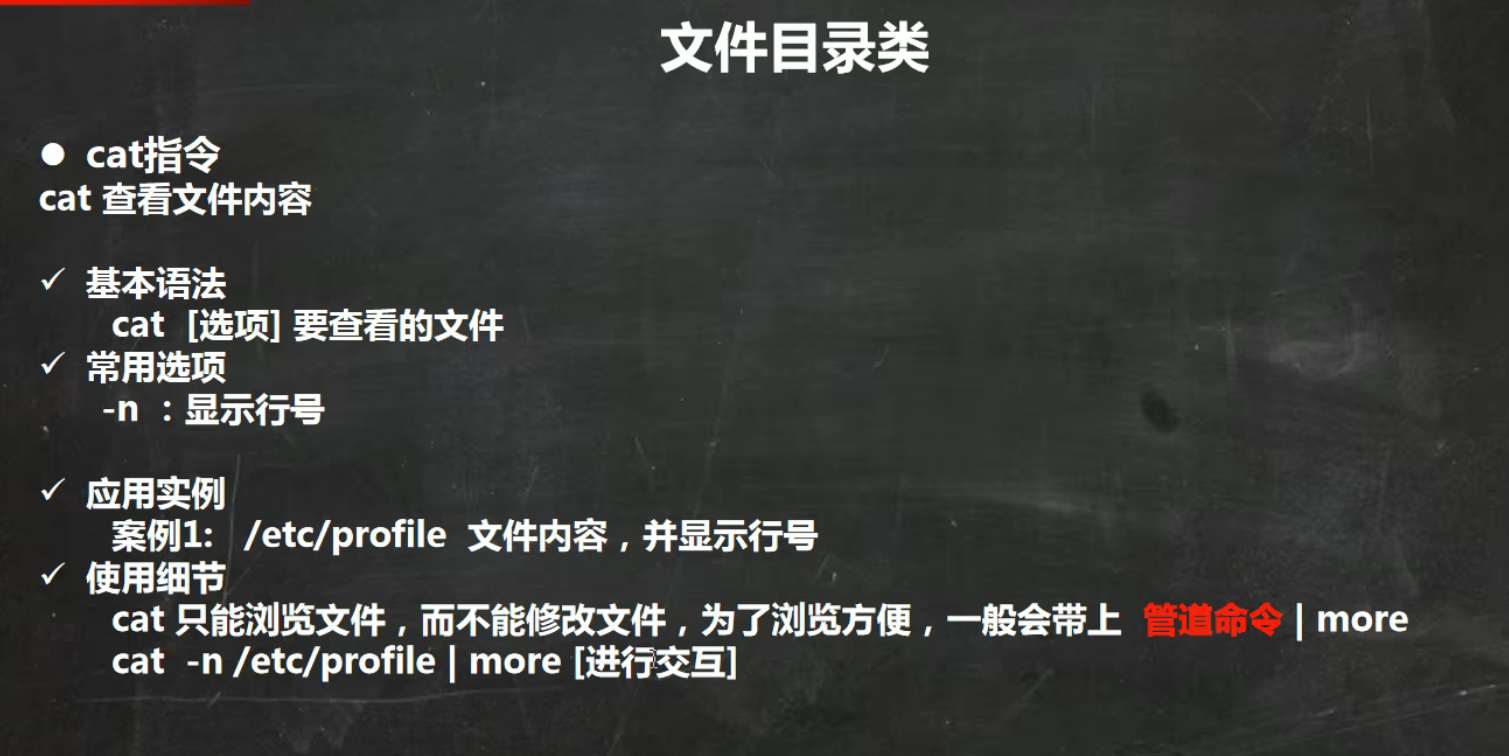 文件目录类
● cat指令
cat 查看文件内容
✓ 基本语法
cat [选项] 要查看的文件
✓ 常用选项
-n ：显示行号
✓ 应用实例
案例1: /etc/profile 文件内容，并显示行号
✓ 使用细节
cat 只能浏览文件，而不能修改文件，为了浏览方便，一般会带上 管道命令 | more
cat -n /etc/profile | more [进行交互]